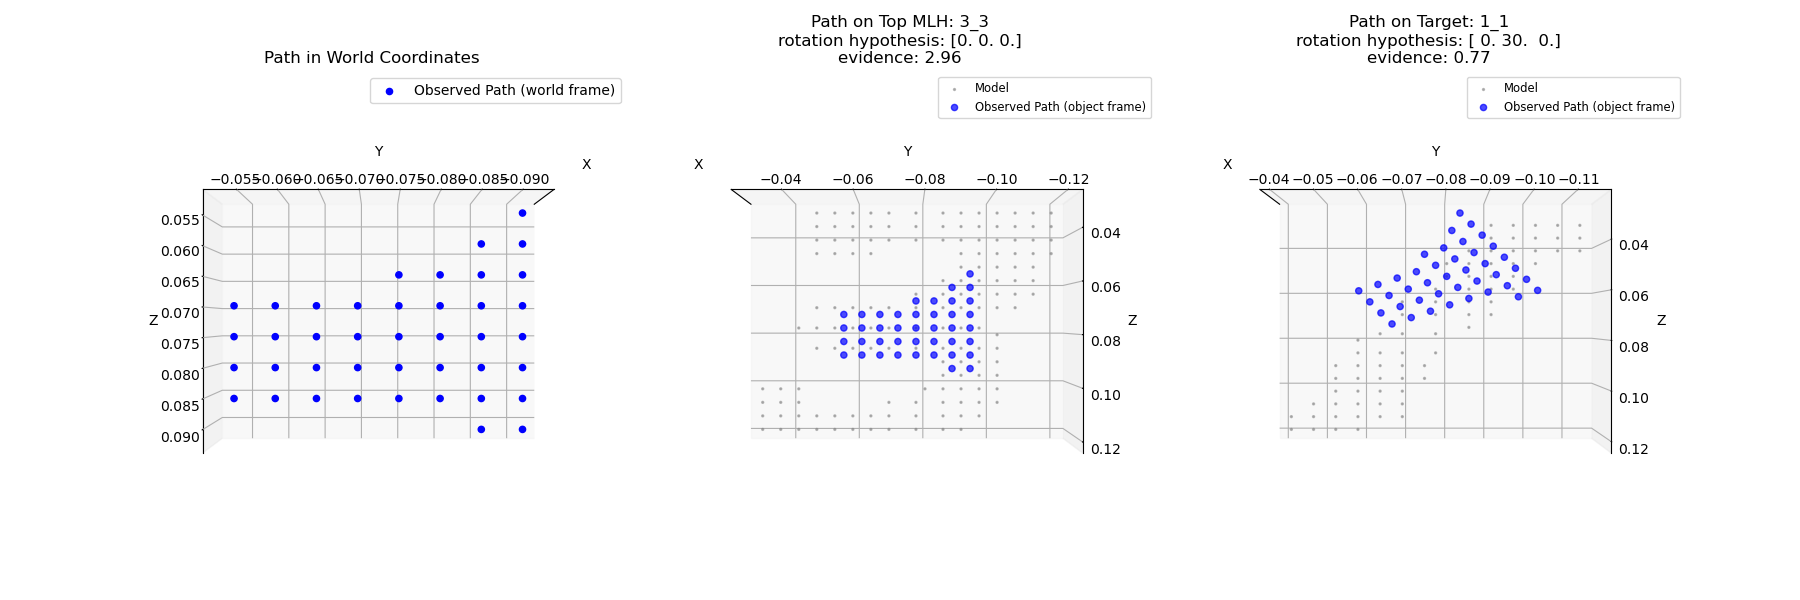 Path in World Coordinates
Observed Path (world frame)
Y
X
−0.055 −0.060 −0.065 −0.070 −0.075 −0.080 −0.085 −0.090
0.055
0.060
0.065
0.070
Z
0.075
0.080
0.085
0.090
Path on Top MLH: 3_3
rotation hypothesis: [0. 0. 0.]
evidence: 2.96
Model
Observed Path (object frame)
Y
X
−0.04 −0.06 −0.08 −0.10 −0.12
0.04
0.06
Z
0.08
0.10
0.12
Path on Target: 1_1
rotation hypothesis: [ 0. 30.  0.]
evidence: 0.77
Model
Observed Path (object frame)
Y
X
−0.04 −0.05 −0.06 −0.07 −0.08 −0.09 −0.10 −0.11
0.04
0.06
Z
0.08
0.10
0.12